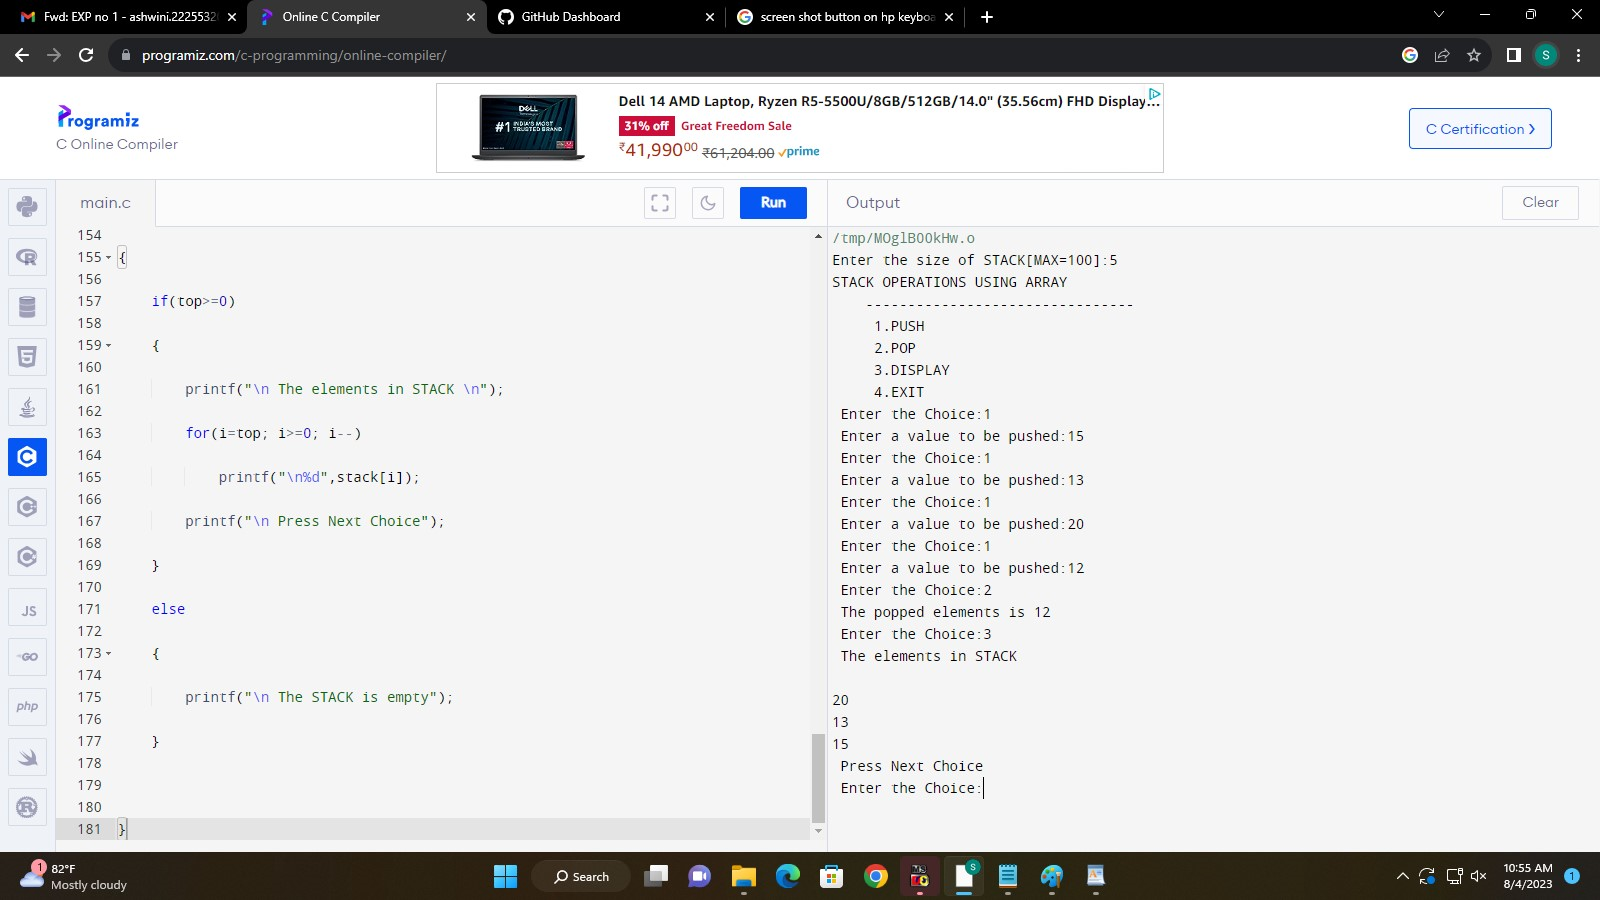 Fwd: EXP no 1 - ashwini.2225532
Online C Compiler
GitHub Dashboard
screen shot button on hp keyboa
programiz.com/c-programming/online-compiler/
S
Programiz
C Online Compiler
DELL
#1 INDIA'S MOST TRUSTED BRAND
Dell 14 AMD Laptop, Ryzen R5-5500U/8GB/512GB/14.0" (35.56cm) FHD Display,...
31% off Great Freedom Sale
₹41,990.00 ₹61,204.00 prime
C Certification ›
main.c
Run
Output
Clear
154
155 {
156
157 if(top>=0)
158
159 {
160
161 printf("\n The elements in STACK \n");
162
163 for(i=top; i>=0; i--)
164
165 printf("\n%d",stack[i]);
166
167 printf("\n Press Next Choice");
168
169 }
170
171 else
172
173 {
174
175 printf("\n The STACK is empty");
176
177 }
178
179
180
181 }
JS
GO
php
/tmp/MOglB00kHw.o
Enter the size of STACK[MAX=100]:5
STACK OPERATIONS USING ARRAY
--------------------------------
1.PUSH
2.POP
3.DISPLAY
4.EXIT
Enter the Choice:1
Enter a value to be pushed:15
Enter the Choice:1
Enter a value to be pushed:13
Enter the Choice:1
Enter a value to be pushed:20
Enter the Choice:1
Enter a value to be pushed:12
Enter the Choice:2
The popped elements is 12
Enter the Choice:3
The elements in STACK
20
13
15
Press Next Choice
Enter the Choice:
1
82°F
Mostly cloudy
Search
S
10:55 AM
8/4/2023
1